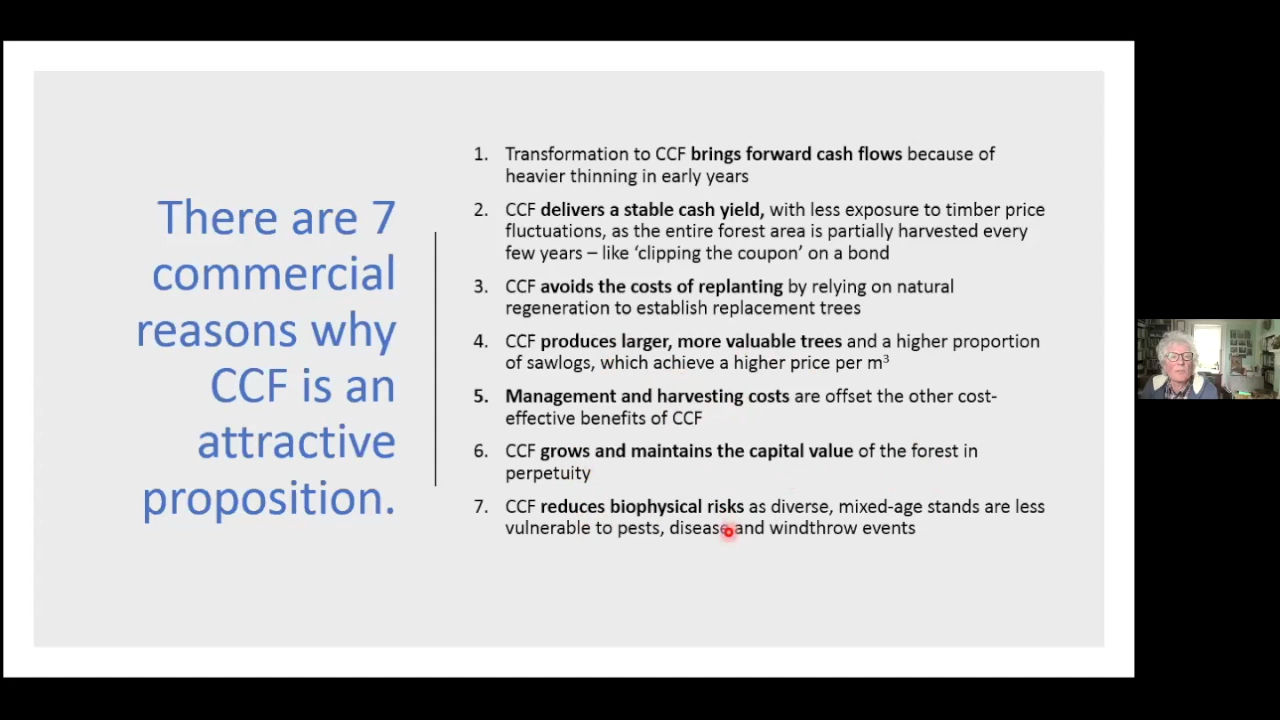 There are 7
commercial
reasons why
CCF is an
attractive
proposition.
1. Transformation to CCF brings forward cash flows because of
heavier thinning in early years
2. CCF delivers a stable cash yield, with less exposure to timber price
fluctuations, as the entire forest area is partially harvested every
few years – like ‘clipping the coupon’ on a bond
3. CCF avoids the costs of replanting by relying on natural
regeneration to establish replacement trees
4. CCF produces larger, more valuable trees and a higher proportion
of sawlogs, which achieve a higher price per m³
5. Management and harvesting costs are offset the other cost-
effective benefits of CCF
6. CCF grows and maintains the capital value of the forest in
perpetuity
7. CCF reduces biophysical risks as diverse, mixed-age stands are less
vulnerable to pests, disease and windthrow events